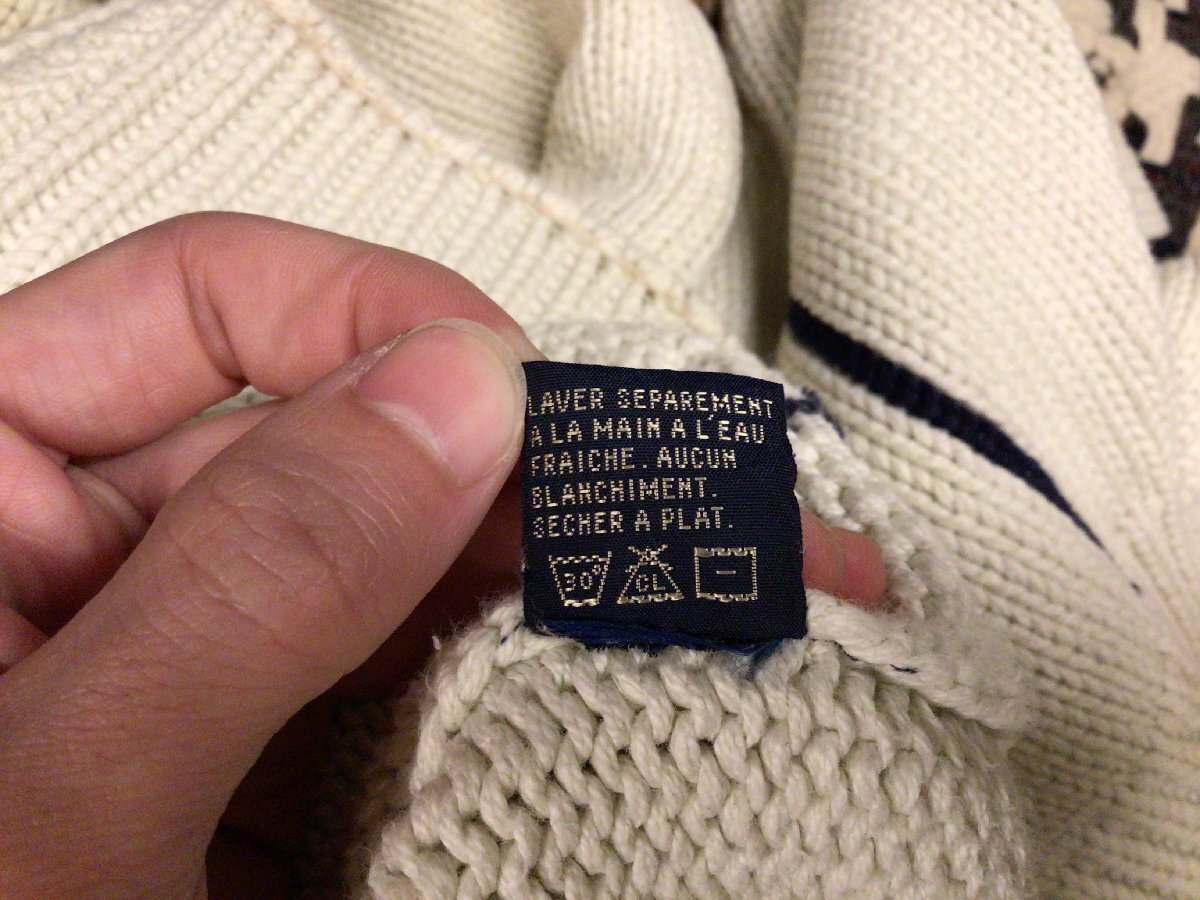 LAVER SEPAREMENT
A LA MAIN A L'EAU
FRAICHE. AUCUN
BLANCHIMENT.
SECHER A PLAT.
30° CL